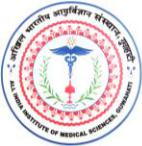 अखिल भारतीय आयुर्विज्ञान संस्थान, गुवाहाटी
ALL INDIA INSTITUTE OF MEDICAL SCIENCES, GUWAHATI